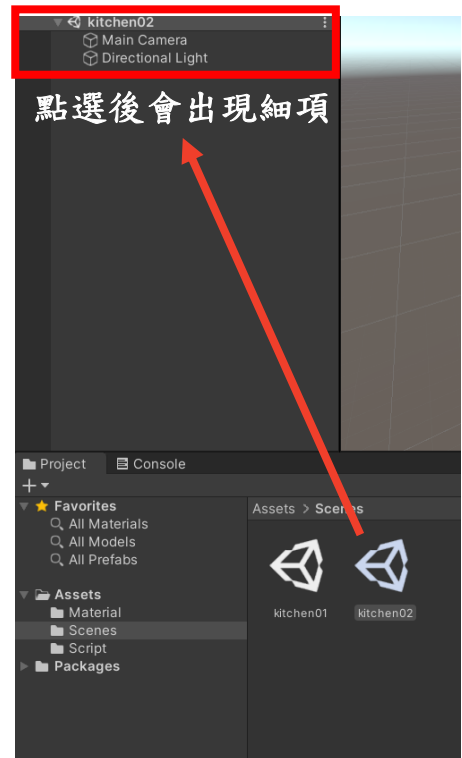 kitchen02
Main Camera
Directional Light
點選後會出現細項
Project
Console
Favorites
All Materials
All Models
All Prefabs
Assets
Material
Scenes
Script
Packages
Assets > Scenes
kitchen01
kitchen02